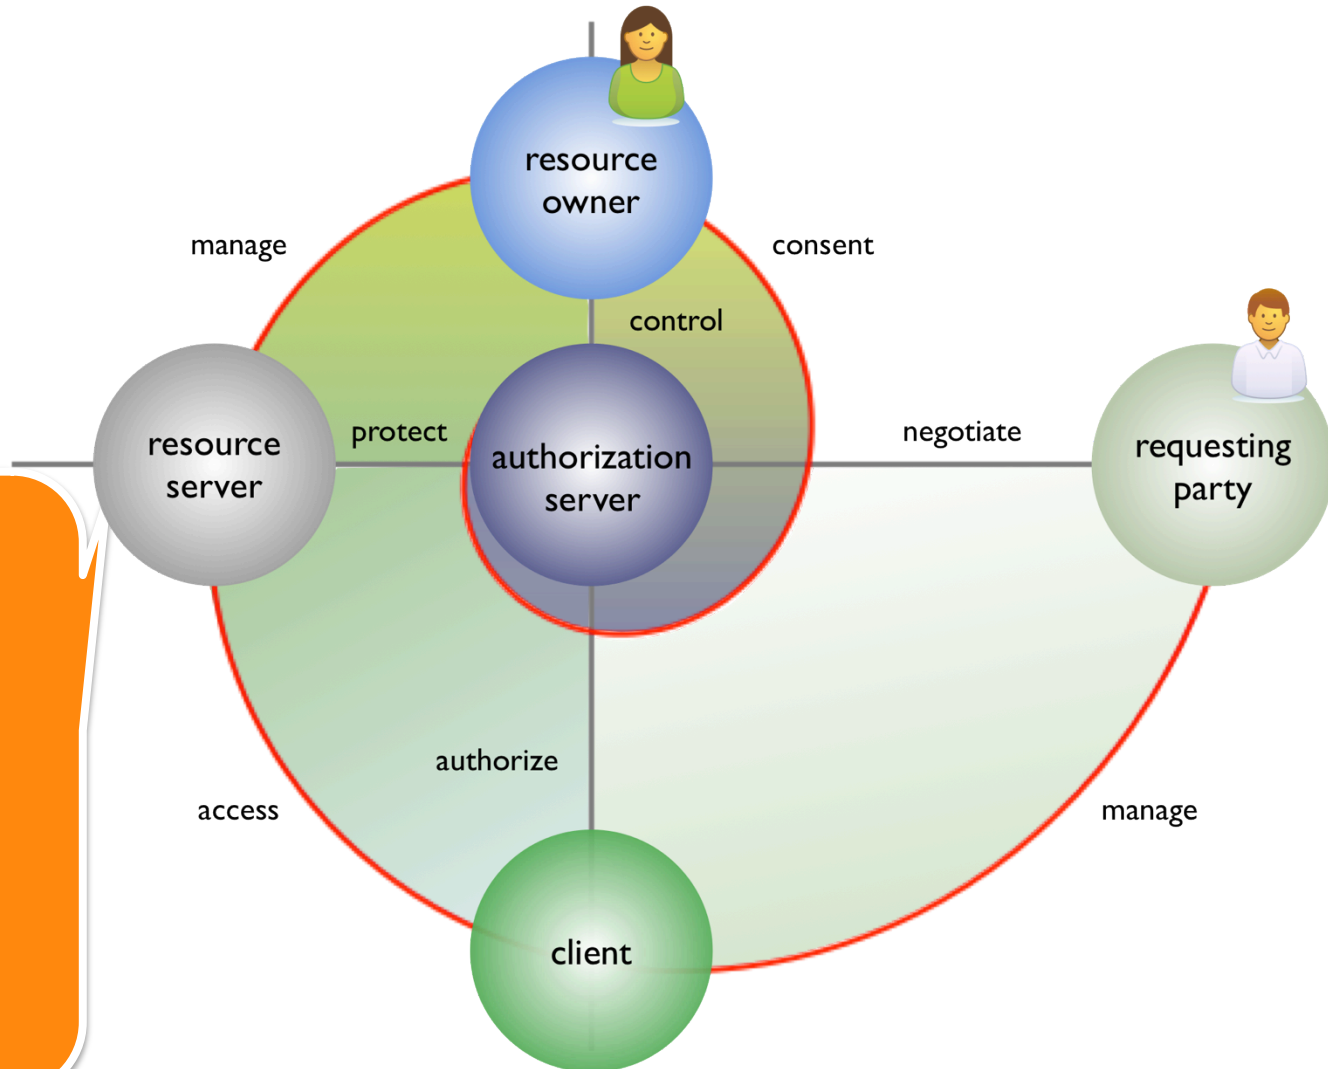 resource
owner
manage
consent
control
protect
negotiate
resource
server
authorization
server
requesting
party
authorize
access
manage
client